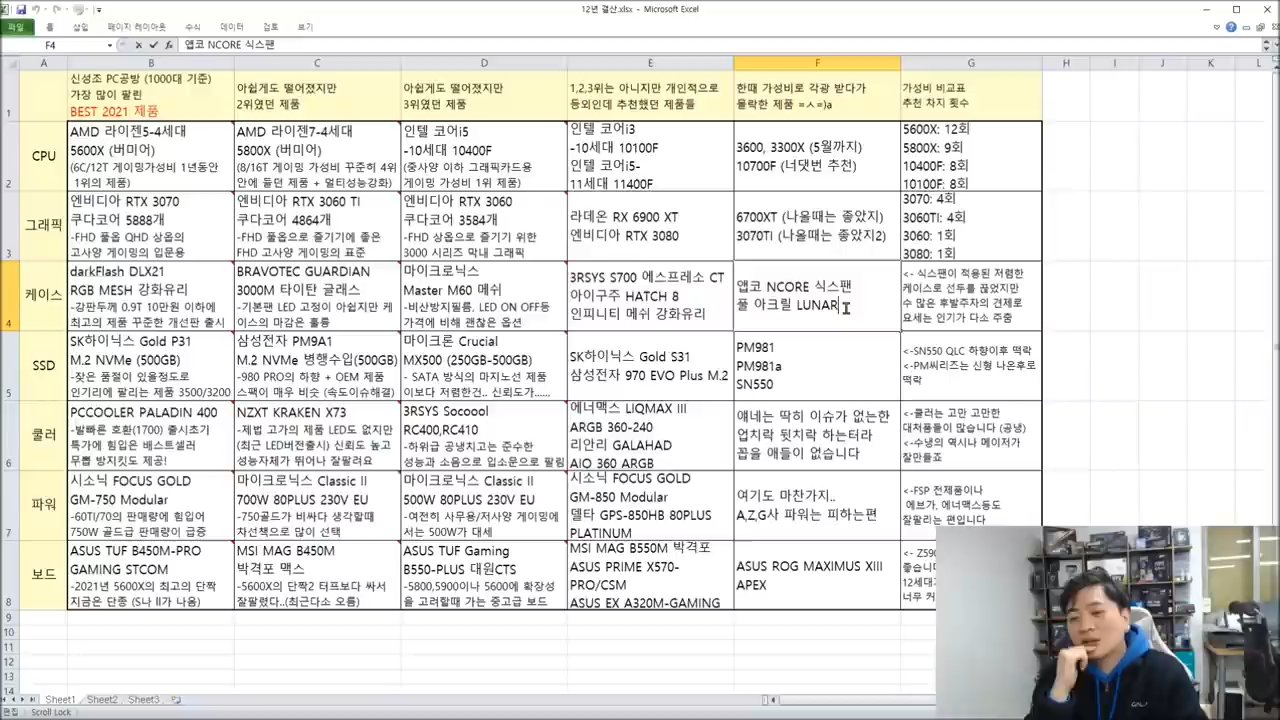 12년 결산.xlsx - Microsoft Excel
파일 홈 삽입 페이지 레이아웃 수식 데이터 검토 보기
F4 앱코 NCORE 식스팬
A B C D E F G H I J K L
1
신성조 PC공방 (1000대 기준)
가장 많이 팔린
BEST 2021 제품
아쉽게도 떨어졌지만
2위였던 제품
아쉽게도 떨어졌지만
3위였던 제품
1,2,3위는 아니지만 개인적으로
등외인데 추천했던 제품들
한때 가성비로 각광 받다가
몰락한 제품 =ㅅ=)a
가성비 비교표
추천 차지 횟수
2
CPU
AMD 라이젠5-4세대
5600X (버미어)
(6C/12T 게이밍가성비 1년동안
1위의 제품)
AMD 라이젠7-4세대
5800X (버미어)
(8/16T 게이밍 가성비 꾸준히 4위
안에 들던 제품 + 멀티성능강화)
인텔 코어i5
-10세대 10400F
(중사양 이하 그래픽카드용
게이밍 가성비 1위 제품)
인텔 코어i3
-10세대 10100F
인텔 코어i5-
11세대 11400F
3600, 3300X (5월까지)
10700F (너댓번 추천)
5600X: 12회
5800X: 9회
10400F: 8회
10100F: 8회
3
그래픽
엔비디아 RTX 3070
쿠다코어 5888개
-FHD 풀옵 QHD 상옵의
고사양 게이밍의 입문용
엔비디아 RTX 3060 TI
쿠다코어 4864개
-FHD 풀옵으로 즐기기에 좋은
FHD 고사양 게이밍의 표준
엔비디아 RTX 3060
쿠다코어 3584개
-FHD 상옵으로 즐기기 위한
3000 시리즈 막내 그래픽
라데온 RX 6900 XT
엔비디아 RTX 3080
6700XT (나올때는 좋았지)
3070TI (나올때는 좋았지2)
3070: 4회
3060TI: 4회
3060: 1회
3080: 1회
4
케이스
darkFlash DLX21
RGB MESH 강화유리
-강판두께 0.9T 10만원 이하에
최고의 제품 꾸준한 개선판 출시
BRAVOTEC GUARDIAN
3000M 타이탄 글래스
-기본팬 LED 고정이 아쉽지만 케
이스의 마감은 훌륭
마이크로닉스
Master M60 메쉬
-비산방지필름, LED ON/OFF등
가격에 비해 괜찮은 옵션
3RSYS S700 에스프레소 CT
아이구주 HATCH 8
인피니티 메쉬 강화유리
앱코 NCORE 식스팬
풀 아크릴 LUNAR
<- 식스팬이 적용된 저렴한
케이스로 선두를 끊었지만
수 많은 후발주자의 견제로
요세는 인기가 다소 주춤
5
SSD
SK하이닉스 Gold P31
M.2 NVMe (500GB)
-잦은 품절이 있을정도로
인기리에 팔리는 제품 3500/3200
삼성전자 PM9A1
M.2 NVMe 병행수입(500GB)
-980 PRO의 하향 + OEM 제품
스팩이 매우 비슷 (속도이슈해결)
마이크론 Crucial
MX500 (250GB-500GB)
- SATA 방식의 마지노선 제품
이보다 저렴한건.. 신뢰도가......
SK하이닉스 Gold S31
삼성전자 970 EVO Plus M.2
PM981
PM981a
SN550
<-SN550 QLC 하향이후 떡락
<-PM씨리즈는 신형 나온후로
떡락
6
쿨러
PCCOOLER PALADIN 400
-발빠른 호환(1700) 출시초기
특가에 힘입은 배스트셀러
무뽑 방지킷도 제공!
NZXT KRAKEN X73
-제법 고가의 제품 LED도 없지만
(최근 LED버전출시) 신뢰도 높고
성능자체가 뛰어나 잘팔려요
3RSYS Socoool
RC400,RC410
-하위급 공냉치고는 준수한
성능과 소음으로 입소문으로 팔림
에너맥스 LIQMAX III
ARGB 360-240
리안리 GALAHAD
AIO 360 ARGB
얘네는 딱히 이슈가 없는한
업치락 뒷치락 하는터라
꼽을 애들이 없습니다
<-쿨러는 고만 고만한
대처품들이 많습니다 (공냉)
<-수냉의 역시나 메이저가
잘만들죠
7
파워
시소닉 FOCUS GOLD
GM-750 Modular
-60TI/70의 판매량에 힘입어
750W 골드급 판매량이 급증
마이크로닉스 Classic II
700W 80PLUS 230V EU
-750골드가 비싸다 생각할때
차선책으로 많이 선택
마이크로닉스 Classic II
500W 80PLUS 230V EU
-여전히 사무용/저사양 게이밍에
서는 500W가 대세
시소닉 FOCUS GOLD
GM-850 Modular
델타 GPS-850HB 80PLUS
PLATINUM
여기도 마찬가지..
A,Z,G사 파워는 피하는편
<-FSP 전제품이나
에브가, 에너맥스등도
잘팔리는 편입니다
8
보드
ASUS TUF B450M-PRO
GAMING STCOM
-2021년 5600X의 최고의 단짝
지금은 단종 (S나 II가 나옴)
MSI MAG B450M
박격포 맥스
-5600X의 단짝2 터프보다 싸서
잘팔렸다..(최근다소 오름)
ASUS TUF Gaming
B550-PLUS 대원CTS
-5800,5900이나 5600에 확장성
을 고려할때 가는 중고급 보드
MSI MAG B550M 박격포
ASUS PRIME X570-
PRO/CSM
ASUS EX A320M-GAMING
ASUS ROG MAXIMUS XIII
APEX
<- Z590
좋습니
12세대
너무 커
9
10
11
12
13
14
Sheet1 Sheet2 Sheet3
편집 Scroll Lock